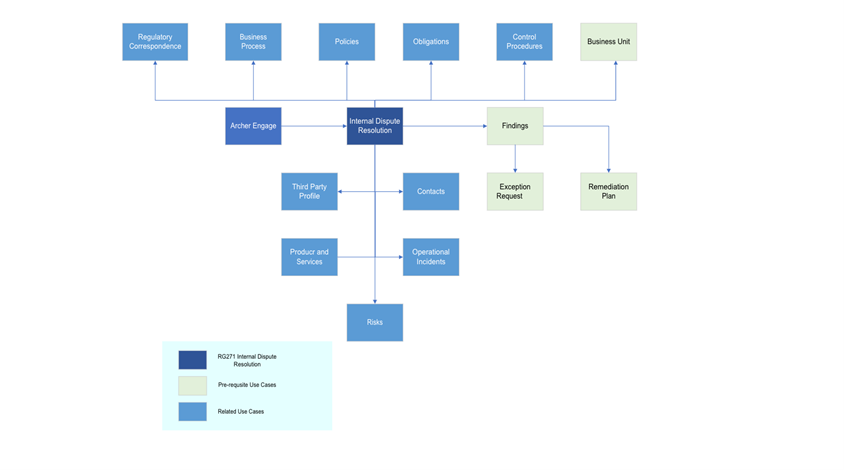 Regulatory
Correspondence
Business
Process
Policies
Obligations
Control
Procedures
Business Unit
Archer Engage
Internal Dispute
Resolution
Findings
Third Party
Profile
Contacts
Exception
Request
Remediation
Plan
Producr and
Services
Operational
Incidents
Risks
RG271 Internal Dispute
Resolution
Pre-requsite Use Cases
Related Use Cases